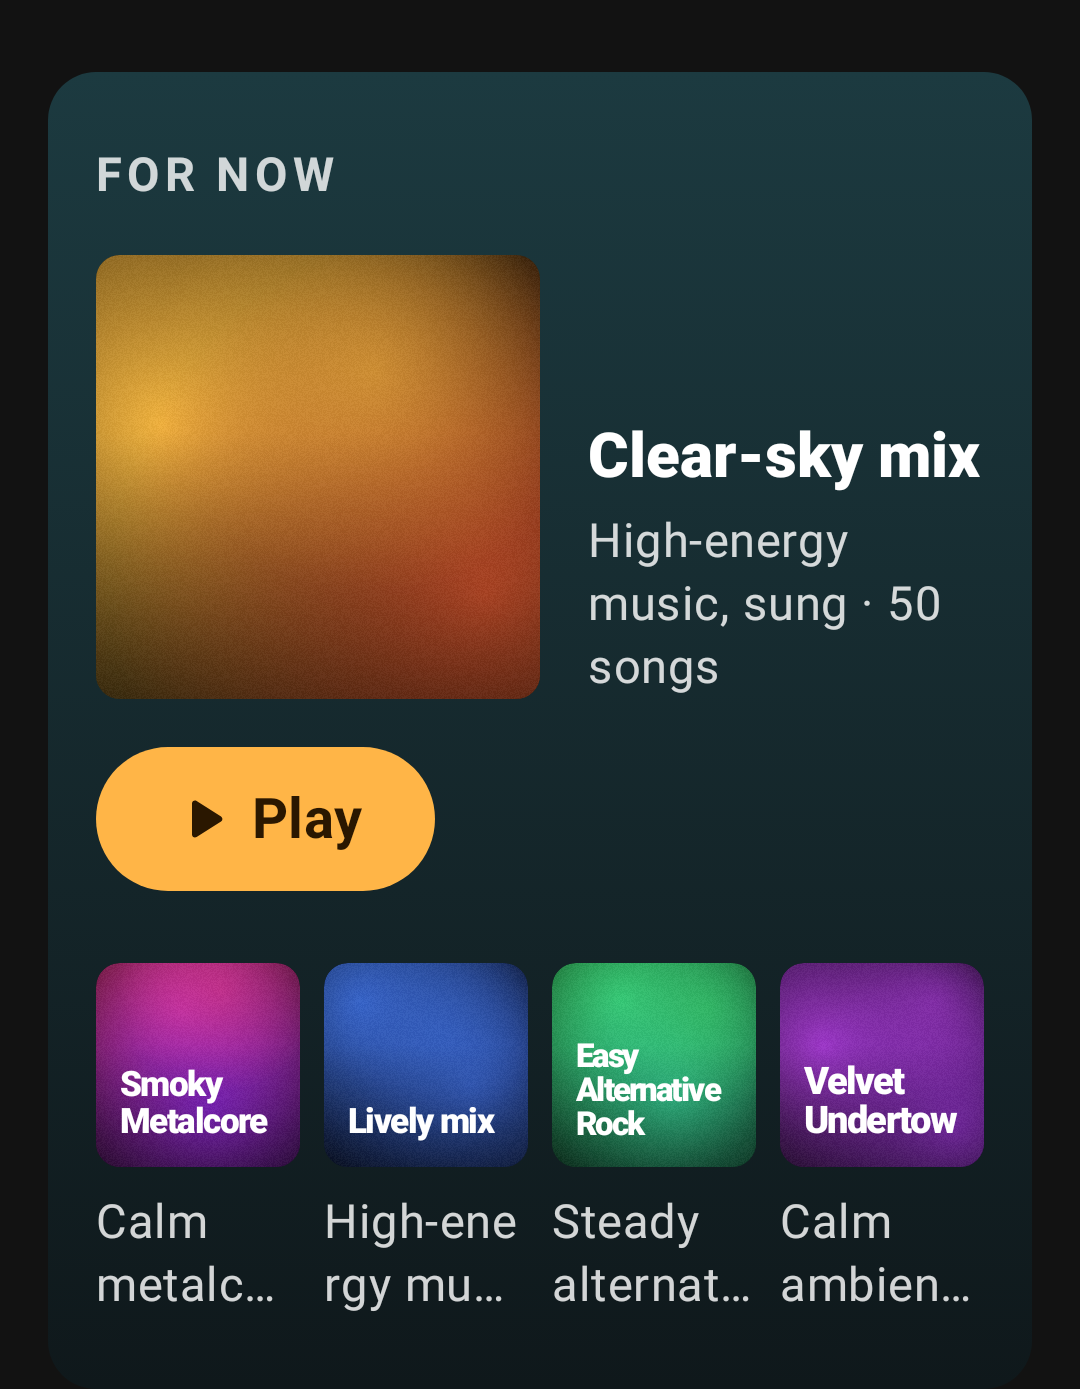 FOR NOW
Clear-sky mix
High-energy
music, sung · 50
songs
Play
Smoky
Metalcore
Lively mix
Easy
Alternative
Rock
Velvet
Undertow
Calm
metalc…
High-ene
rgy mu…
Steady
alternat…
Calm
ambien…